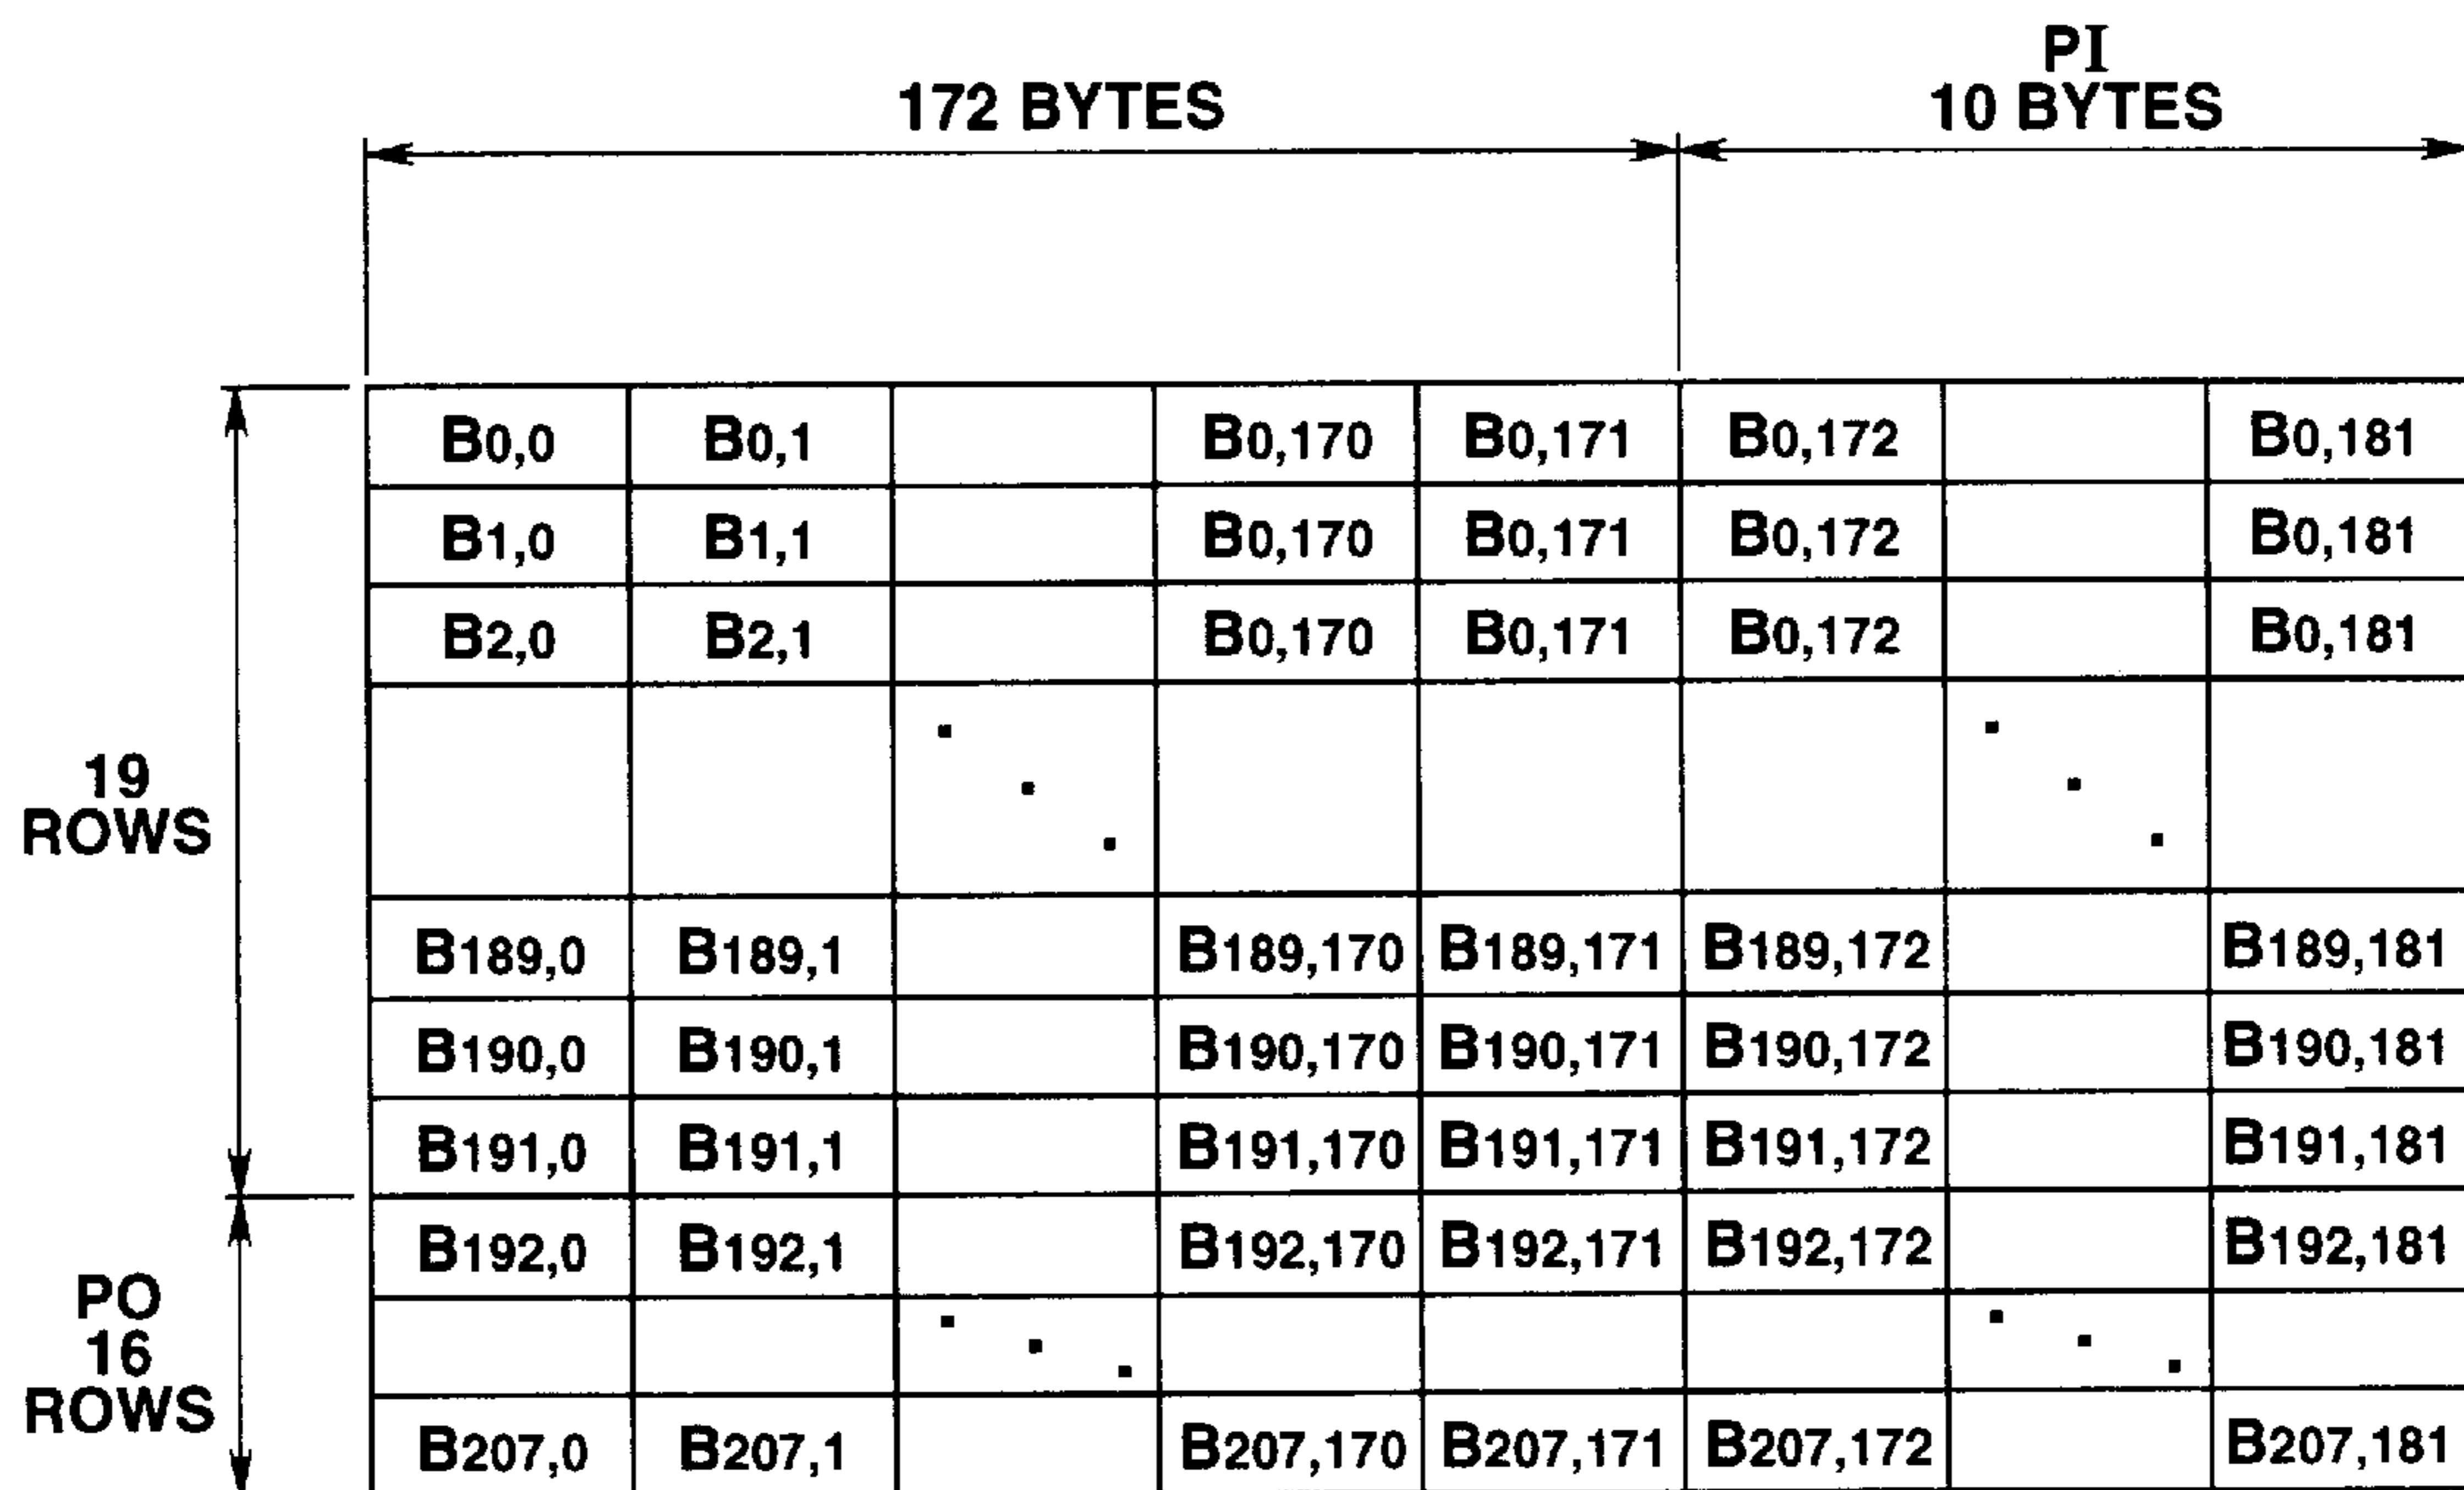 PI
172 BYTES 10 BYTES
B0,0 B0,1 B0,170 B0,171 B0,172 B0,181
B1,0 B1,1 B0,170 B0,171 B0,172 B0,181
B2,0 B2,1 B0,170 B0,171 B0,172 B0,181
19
ROWS
B189,0 B189,1 B189,170 B189,171 B189,172 B189,181
B190,0 B190,1 B190,170 B190,171 B190,172 B190,181
B191,0 B191,1 B191,170 B191,171 B191,172 B191,181
B192,0 B192,1 B192,170 B192,171 B192,172 B192,181
PO
16
ROWS
B207,0 B207,1 B207,170 B207,171 B207,172 B207,181